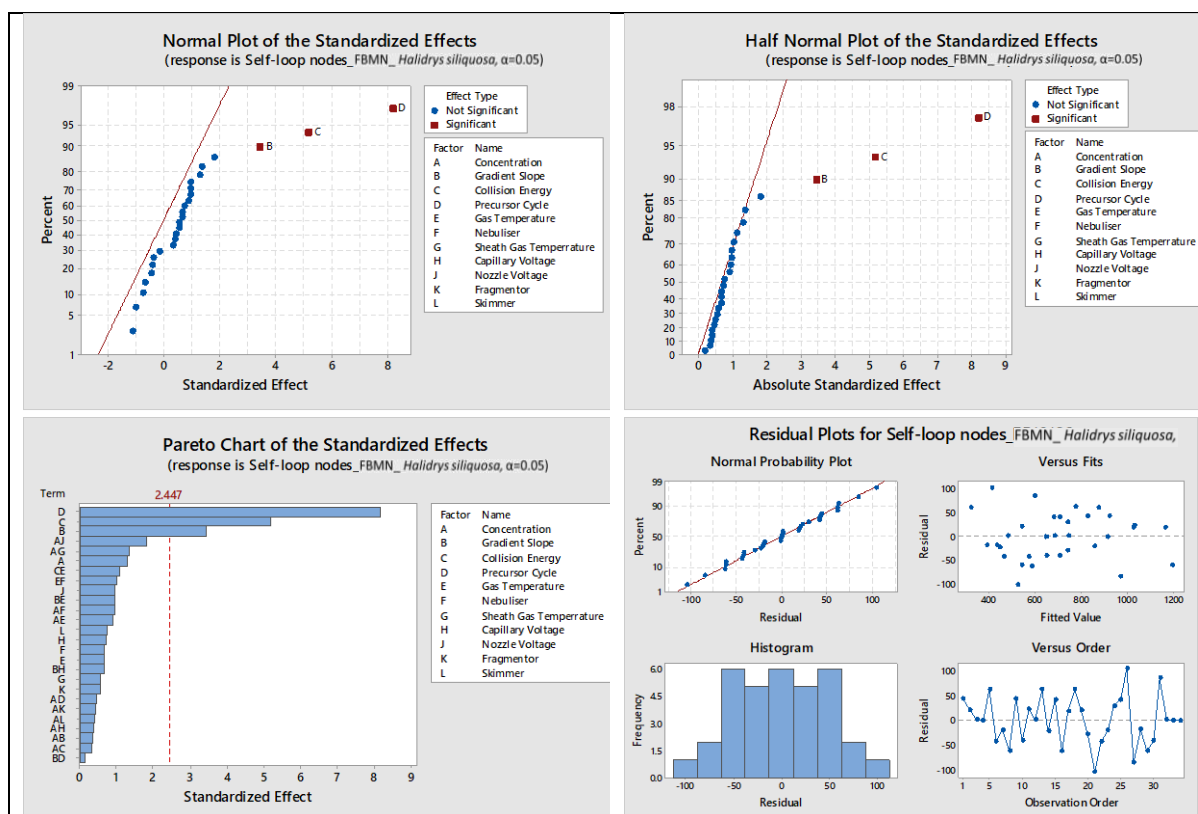 Normal Plot of the Standardized Effects
(response is Self-loop nodes_FBMN_ Halidrys siliquosa, α=0.05)
99
95
90
80
70
60
50
40
30
20
10
5
1
Percent
-2 0 2 4 6 8
Standardized Effect
B
C
D
Effect Type
Not Significant
Significant
Factor Name
A Concentration
B Gradient Slope
C Collision Energy
D Precursor Cycle
E Gas Temperature
F Nebuliser
G Sheath Gas Temperrature
H Capillary Voltage
J Nozzle Voltage
K Fragmentor
L Skimmer
Half Normal Plot of the Standardized Effects
(response is Self-loop nodes_FBMN_ Halidrys siliquosa, α=0.05)
98
95
90
85
80
70
60
50
40
30
20
10
0
Percent
0 1 2 3 4 5 6 7 8 9
Absolute Standardized Effect
B
C
D
Effect Type
Not Significant
Significant
Factor Name
A Concentration
B Gradient Slope
C Collision Energy
D Precursor Cycle
E Gas Temperature
F Nebuliser
G Sheath Gas Temperrature
H Capillary Voltage
J Nozzle Voltage
K Fragmentor
L Skimmer
Pareto Chart of the Standardized Effects
(response is Self-loop nodes_FBMN_ Halidrys siliquosa, α=0.05)
Term
2.447
D
C
B
AJ
AG
A
CE
EF
J
BE
AF
AE
L
H
F
E
BH
G
K
AD
AK
AL
AH
AB
AC
BD
0 1 2 3 4 5 6 7 8 9
Standardized Effect
Factor Name
A Concentration
B Gradient Slope
C Collision Energy
D Precursor Cycle
E Gas Temperature
F Nebuliser
G Sheath Gas Temperrature
H Capillary Voltage
J Nozzle Voltage
K Fragmentor
L Skimmer
Residual Plots for Self-loop nodes_FBMN_ Halidrys siliquosa,
Normal Probability Plot
99
90
50
10
1
Percent
-100 -50 0 50 100
Residual
Versus Fits
100
50
0
-50
-100
Residual
400 600 800 1000 1200
Fitted Value
Histogram
6.0
4.5
3.0
1.5
0.0
Frequency
-100 -50 0 50 100
Residual
Versus Order
100
50
0
-50
-100
Residual
1 5 10 15 20 25 30
Observation Order